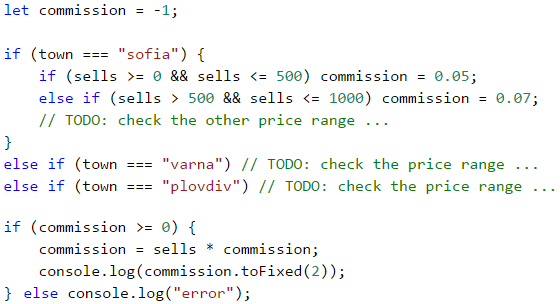 let commission = -1;
if (town === "sofia") {
    if (sells >= 0 && sells <= 500) commission = 0.05;
    else if (sells > 500 && sells <= 1000) commission = 0.07;
    // TODO: check the other price range ...
}
else if (town === "varna") // TODO: check the price range ...
else if (town === "plovdiv") // TODO: check the price range ...
if (commission >= 0) {
    commission = sells * commission;
    console.log(commission.toFixed(2));
} else console.log("error");